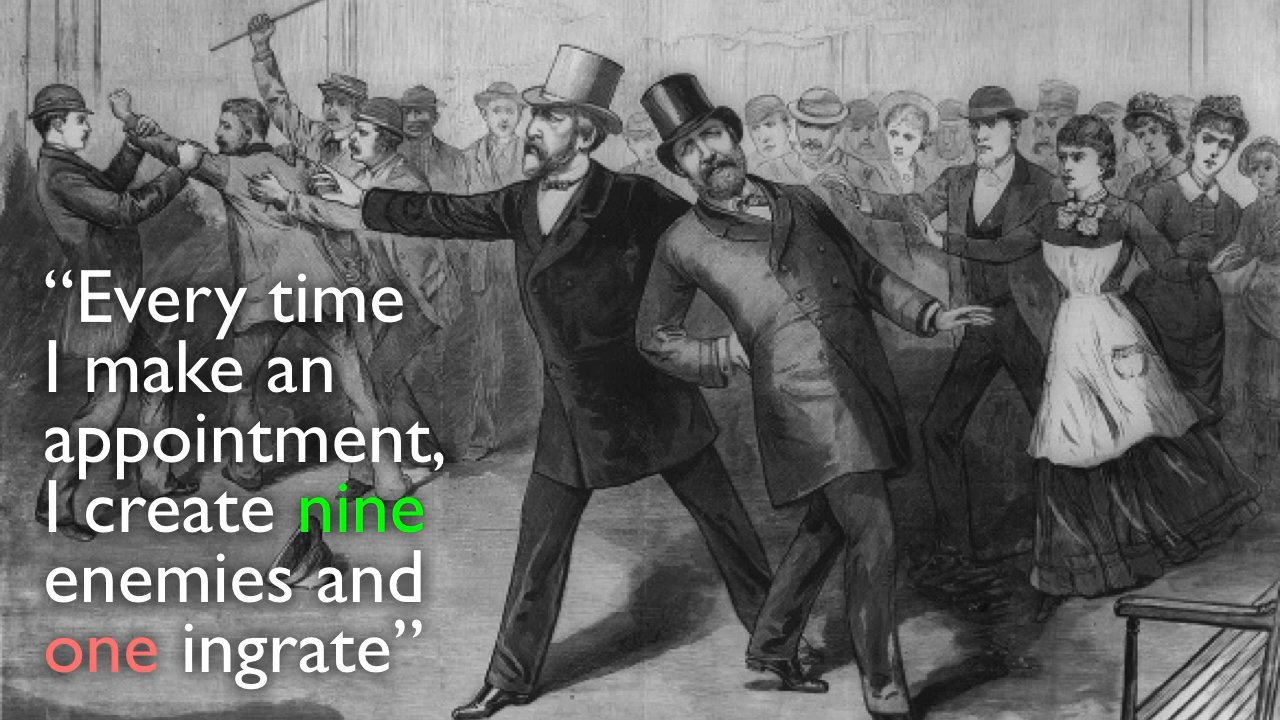 “Every time
I make an
appointment,
I create nine
enemies and
one ingrate”